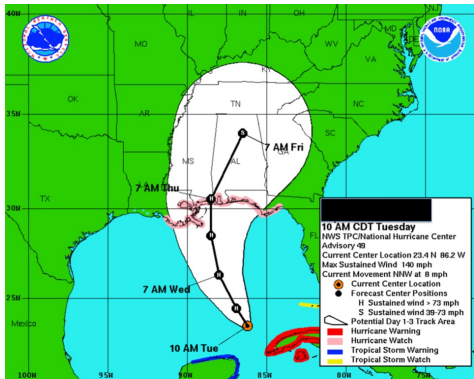 40N
IL
IN
OH
NJ
MD
DE
MO
WV
VA
KY
35N
OK
AR
TN
NC
7 AM Fri
SC
S
MS
AL
GA
7 AM Thu
H
TX
30N
LA
FL
H
H
7 AM Wed
25N
H
Mexico
10 AM Tue
95W
90W
85W
NOAA
10 AM CDT Tuesday
NWS TPC/National Hurricane Center
Advisory 49
Current Center Location 23.4 N 86.2 W
Max Sustained Wind 140 mph
Current Movement NNW at 8 mph
Current Center Location
Forecast Center Positions
H Sustained wind > 73 mph
S Sustained wind 39-73 mph
Potential Day 1-3 Track Area
Hurricane Warning
Hurricane Watch
Tropical Storm Warning
Tropical Storm Watch